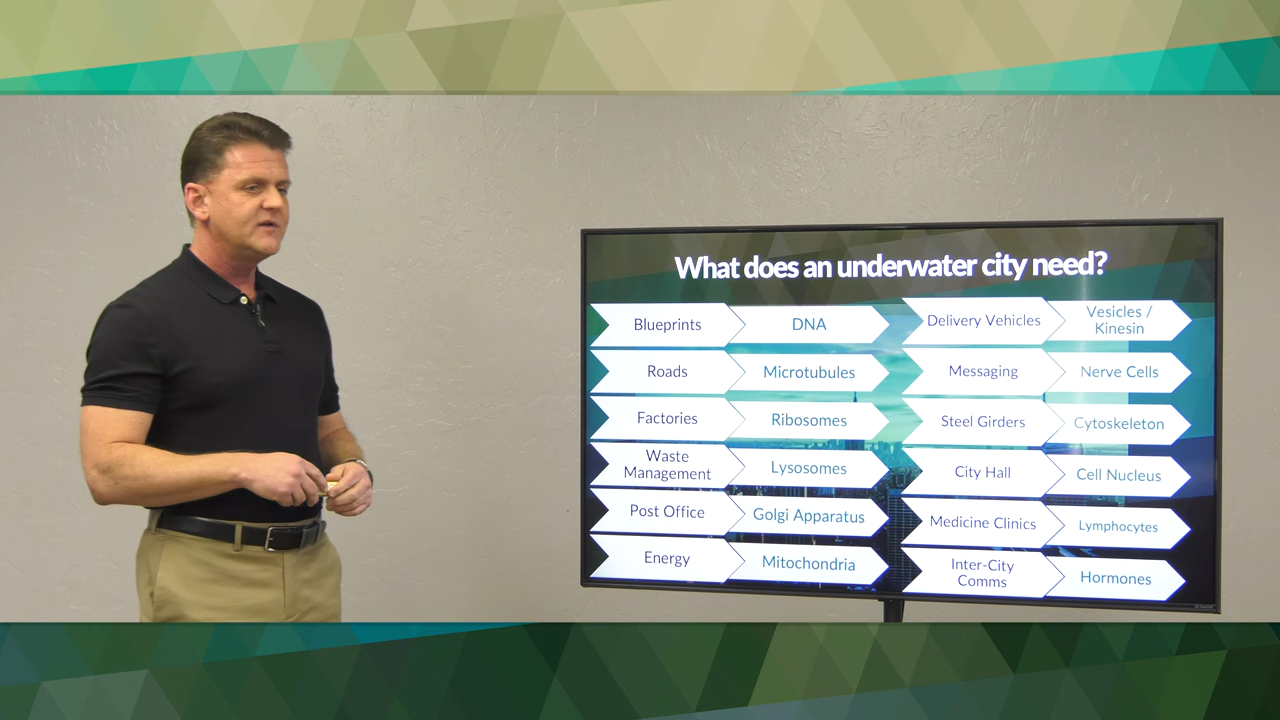 What does an underwater city need?
Blueprints
DNA
Roads
Microtubules
Factories
Ribosomes
Waste
Management
Lysosomes
Post Office
Golgi Apparatus
Energy
Mitochondria
Delivery Vehicles
Vesicles /
Kinesin
Messaging
Nerve Cells
Steel Girders
Cytoskeleton
City Hall
Cell Nucleus
Medicine Clinics
Lymphocytes
Inter-City
Comms
Hormones